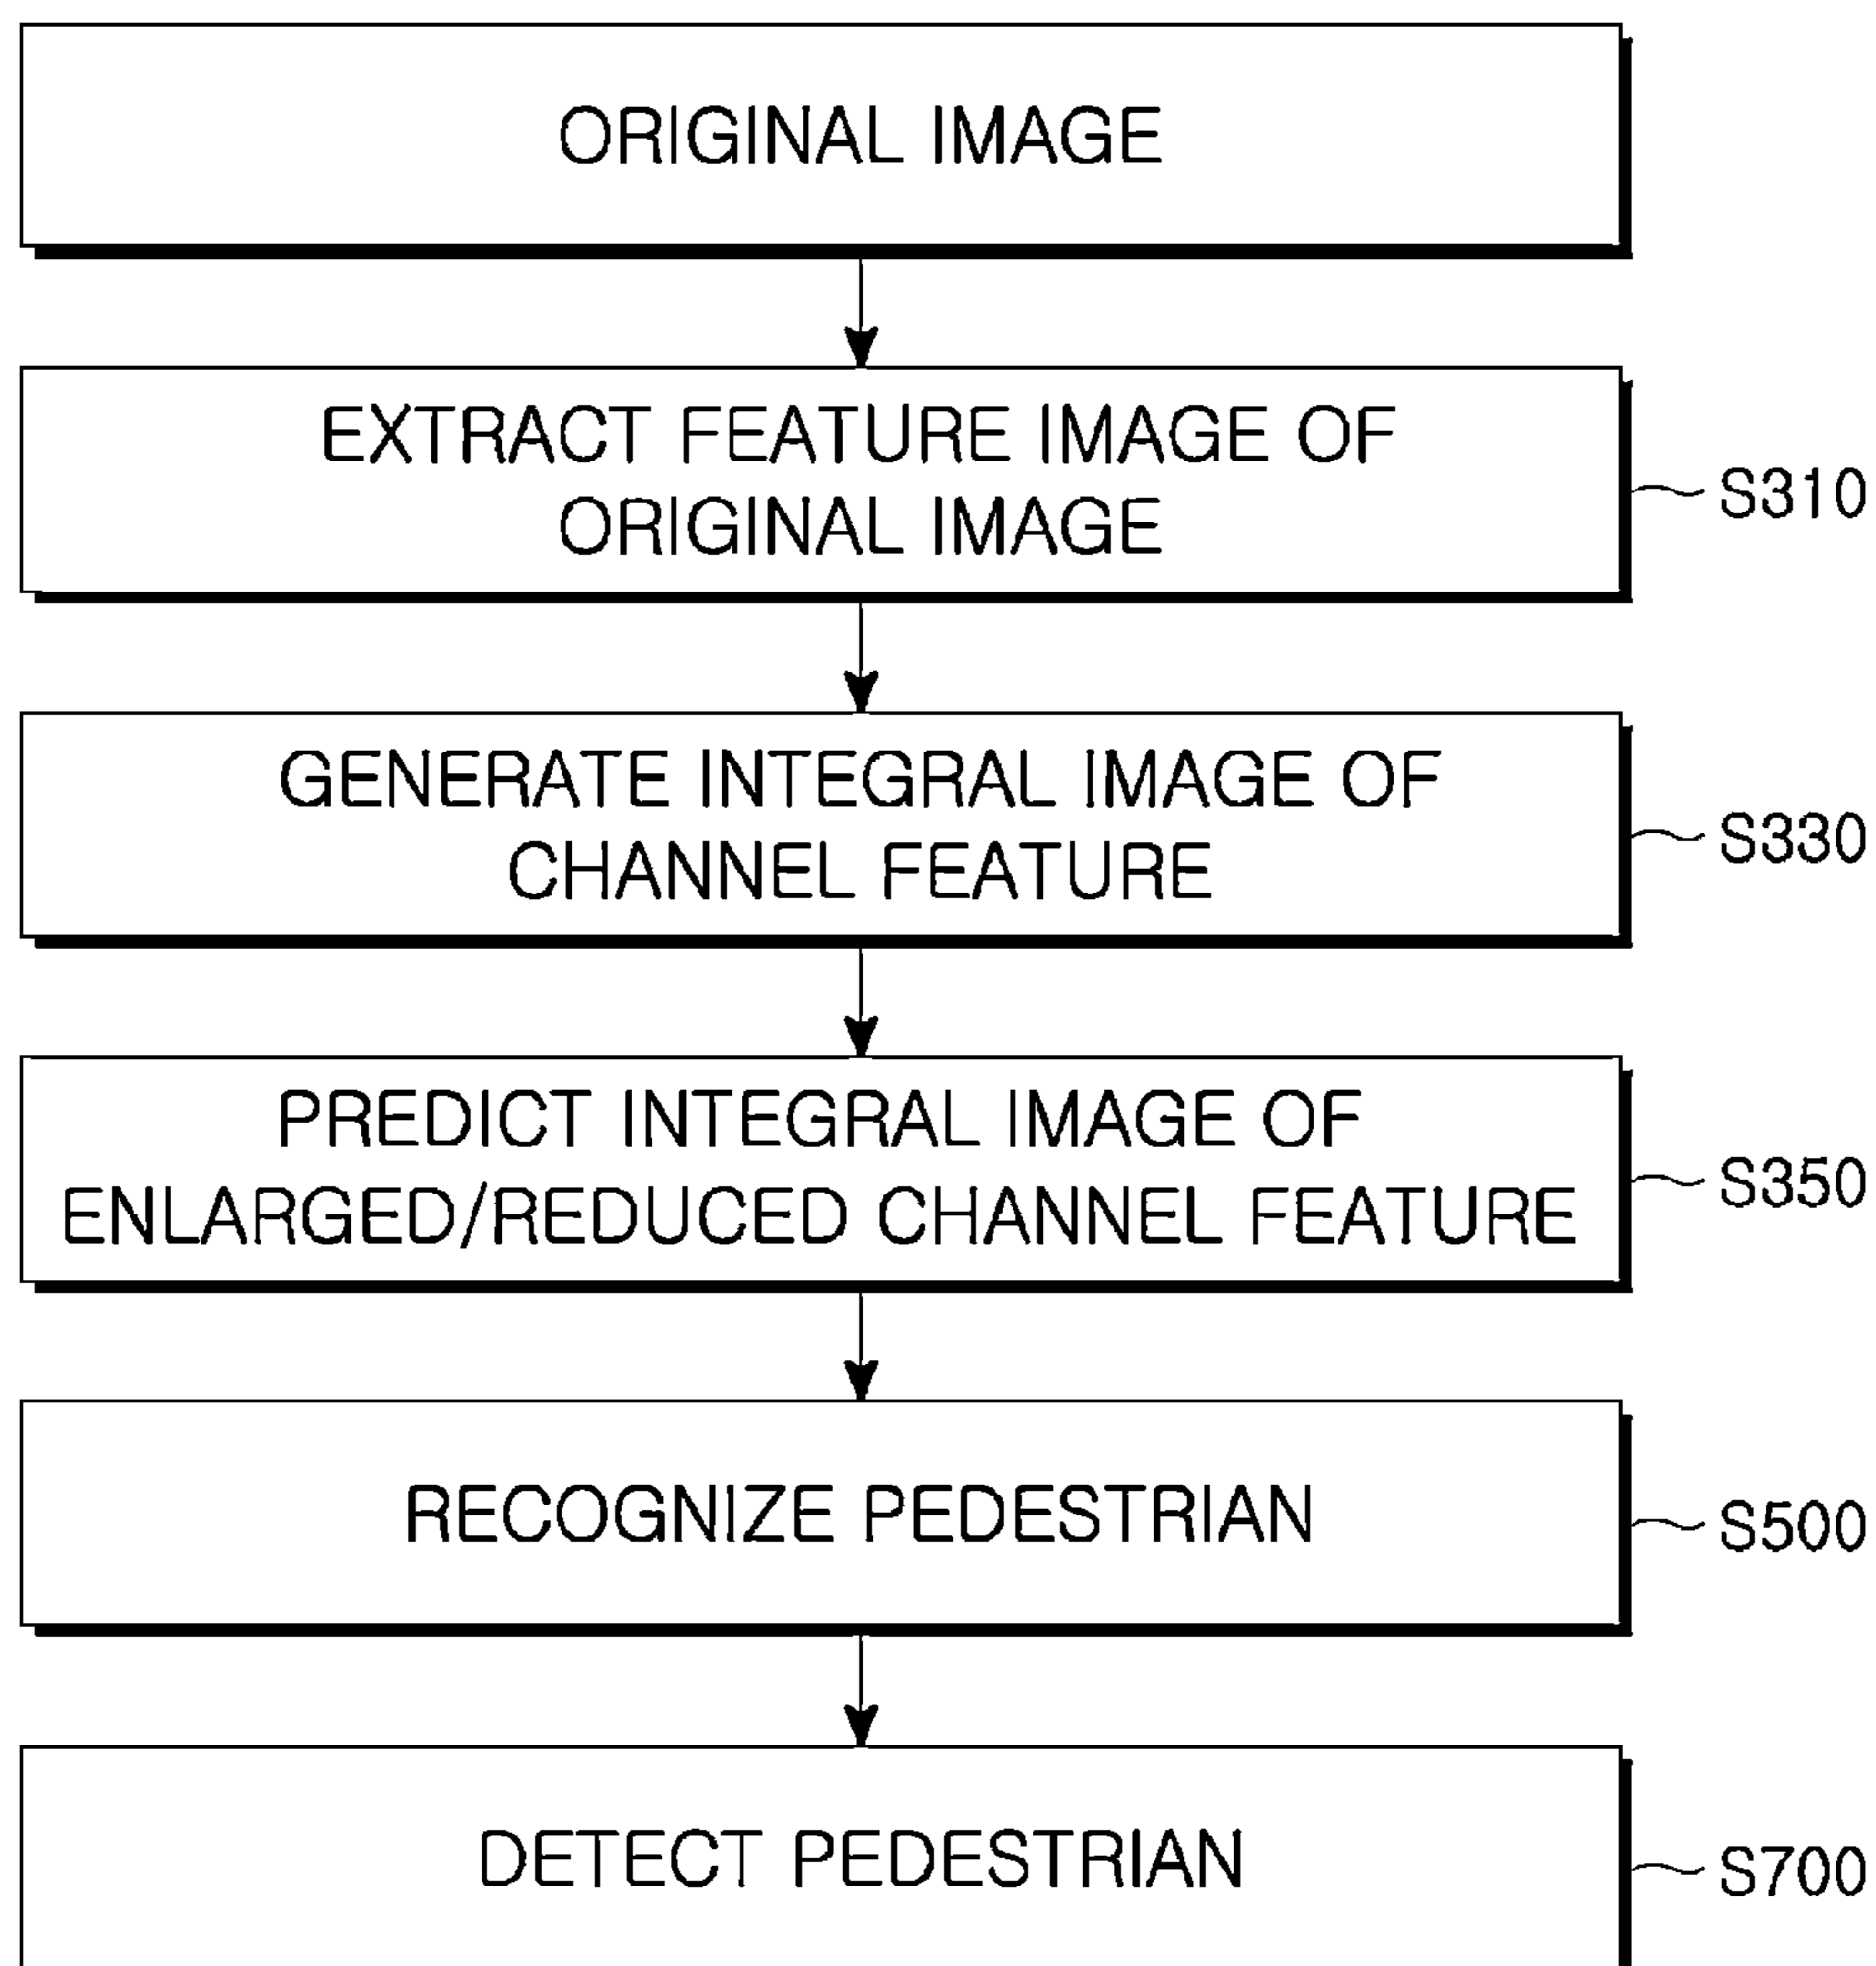 ORIGINAL IMAGE
EXTRACT FEATURE IMAGE OF
ORIGINAL IMAGE
S310
GENERATE INTEGRAL IMAGE OF
CHANNEL FEATURE
S330
PREDICT INTEGRAL IMAGE OF
ENLARGED/REDUCED CHANNEL FEATURE
S350
RECOGNIZE PEDESTRIAN
S500
DETECT PEDESTRIAN
S700